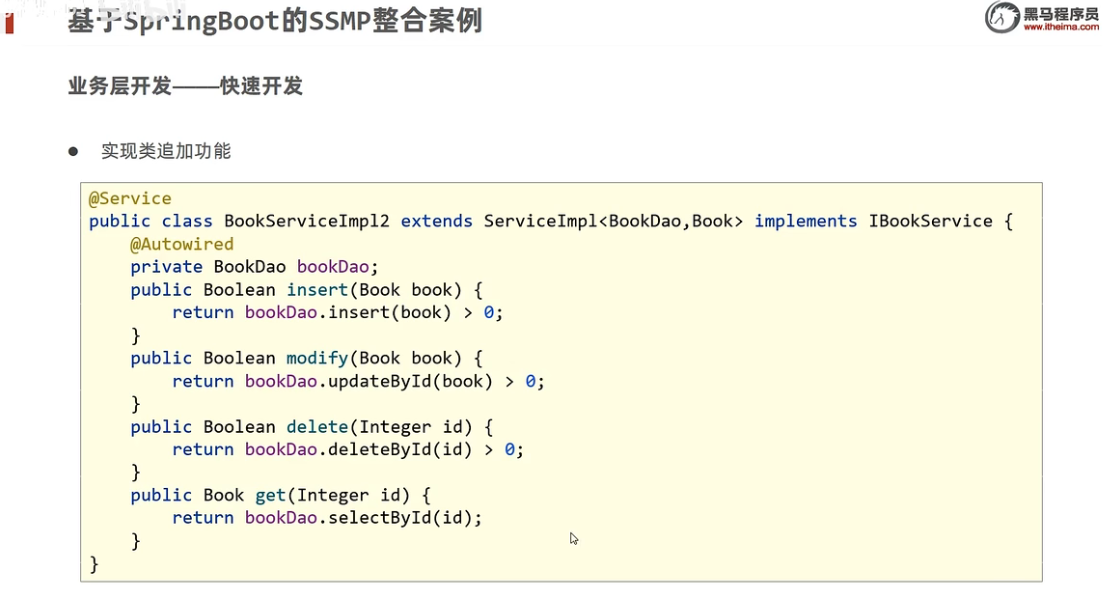 基于SpringBoot的SSMP整合案例
黑马程序员
www.itheima.com
业务层开发——快速开发
● 实现类追加功能
@Service
public class BookServiceImpl2 extends ServiceImpl<BookDao,Book> implements IBookService {
    @Autowired
    private BookDao bookDao;
    public Boolean insert(Book book) {
        return bookDao.insert(book) > 0;
    }
    public Boolean modify(Book book) {
        return bookDao.updateById(book) > 0;
    }
    public Boolean delete(Integer id) {
        return bookDao.deleteById(id) > 0;
    }
    public Book get(Integer id) {
        return bookDao.selectById(id);
    }
}